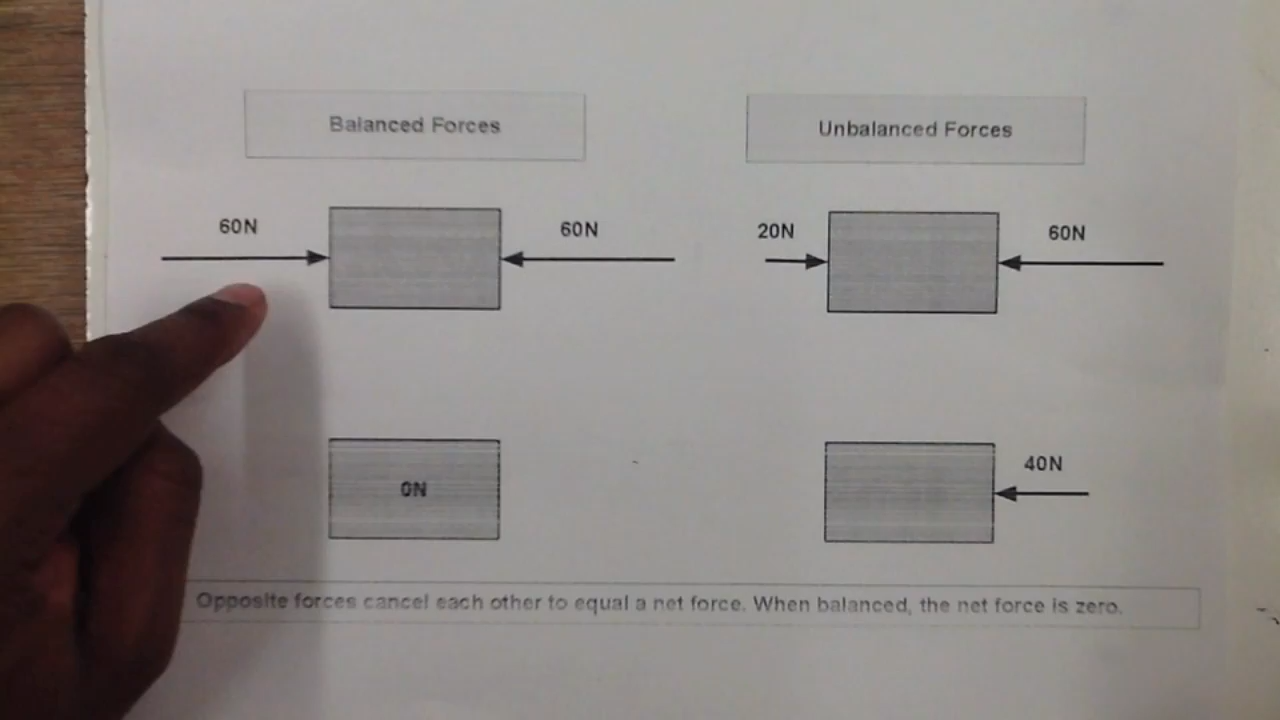 Balanced Forces
Unbalanced Forces
60N
60N
20N
60N
0N
40N
Opposite forces cancel each other to equal a net force. When balanced, the net force is zero.